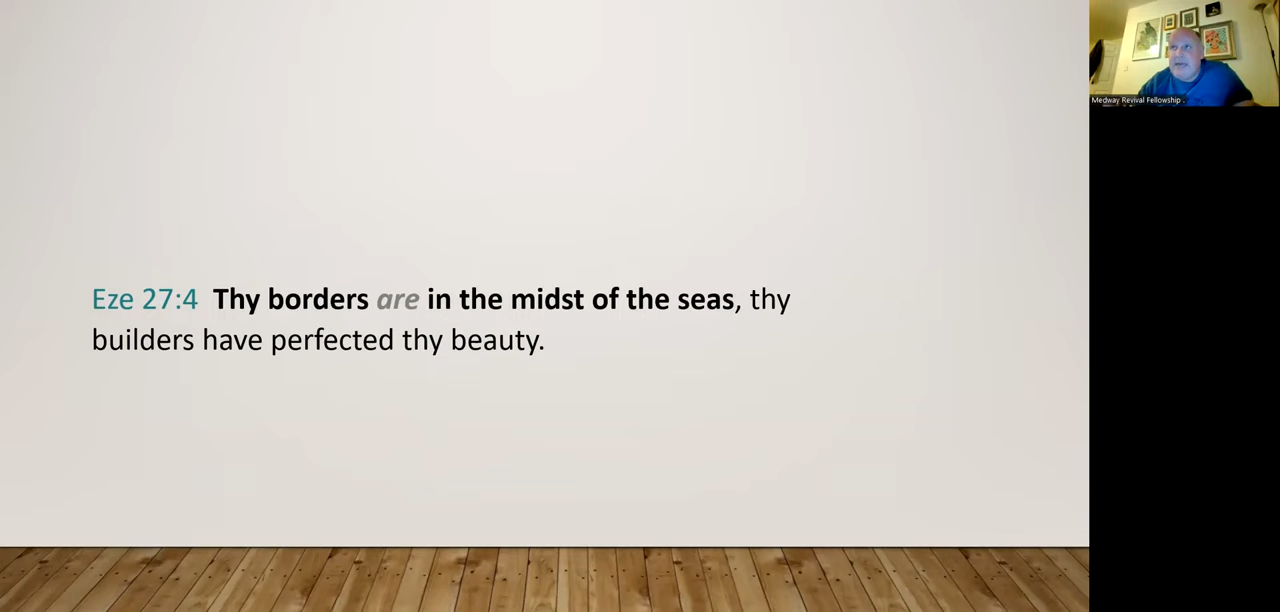 Eze 27:4 Thy borders are in the midst of the seas, thy
builders have perfected thy beauty.
Medway Revival Fellowship .